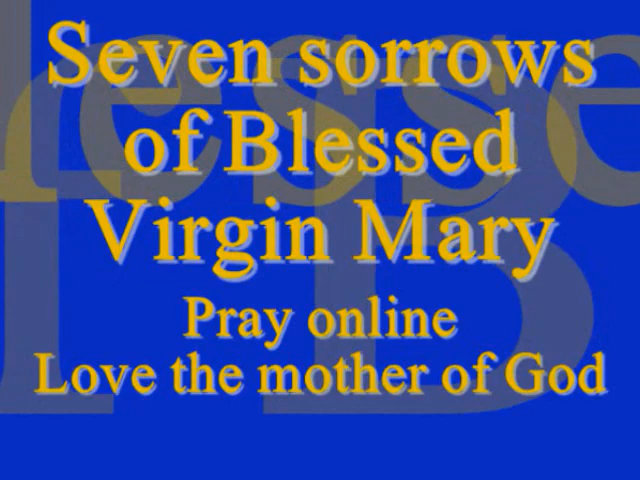 Seven sorrows
of Blessed
Virgin Mary
Pray online
Love the mother of God